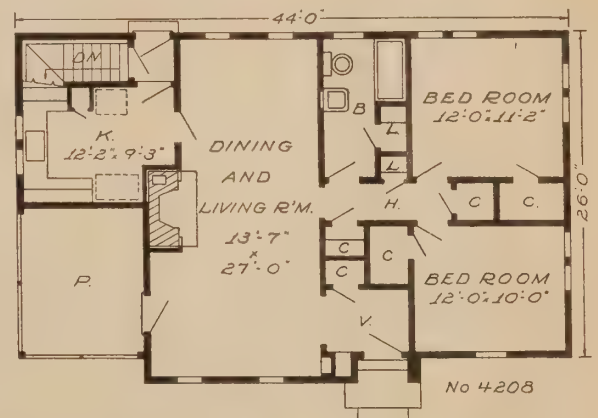 44'-0"
DN
K.
12'-2" x 9'-3"
DINING
AND
LIVING R'M.
13'-7"
x
27'-0"
B
L
L
BED ROOM
12'-0" x 11'-2"
26'-0"
H.
C
C.
C
C
C
BED ROOM
12'-0" x 10'-0"
P.
V.
No 4208